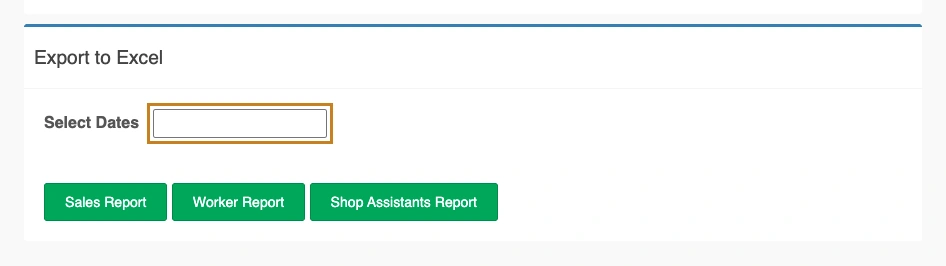 Export to Excel
Select Dates
Sales Report Worker Report Shop Assistants Report